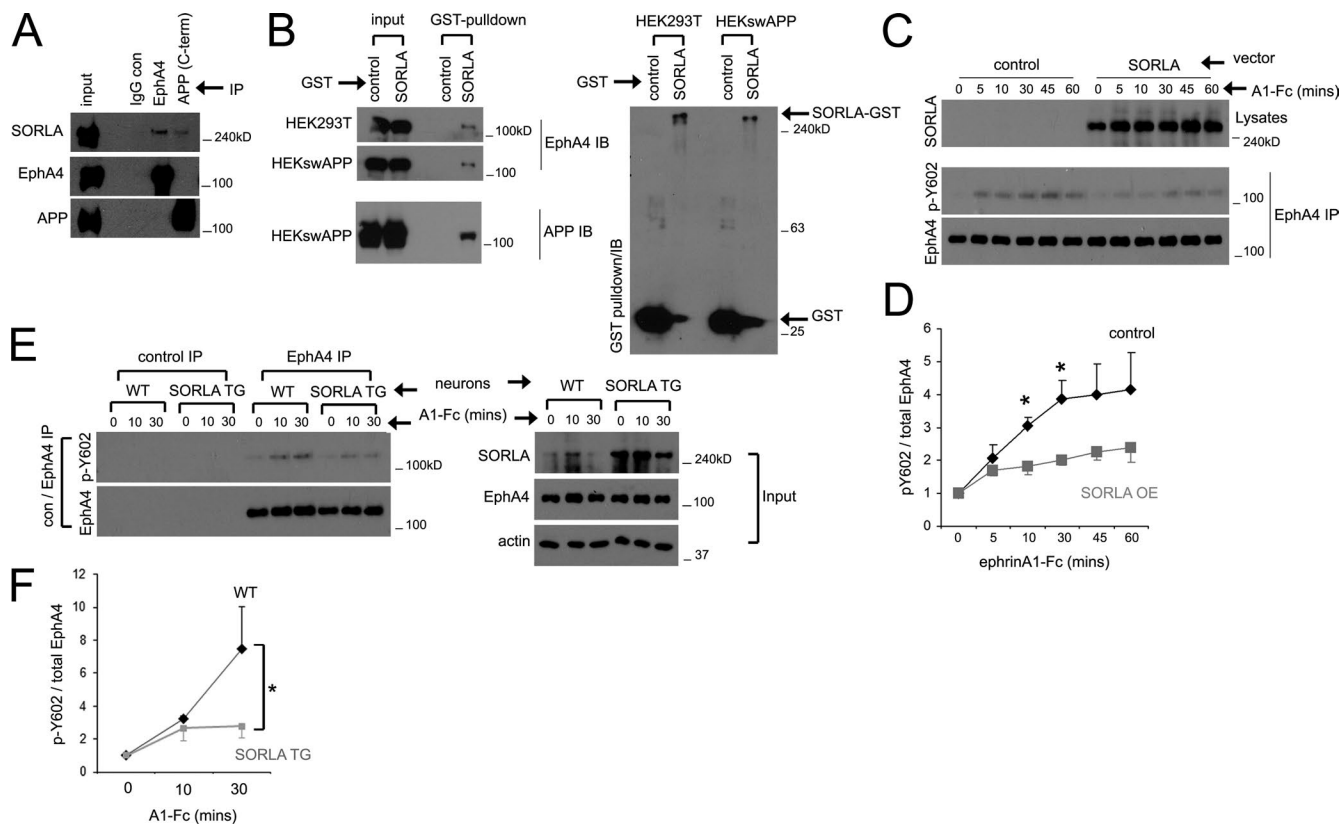 A
input
IgG con
EphA4
APP (C-term)
IP
SORLA
240kD
EphA4
100
APP
100
B
input
GST-pulldown
GST
control
SORLA
control
SORLA
HEK293T
100kD
HEKswAPP
100
EphA4 IB
HEKswAPP
100
APP IB
HEK293T
HEKswAPP
GST
control
SORLA
control
SORLA
SORLA-GST
240kD
63
GST
25
GST pulldown/IB
C
control
SORLA
vector
0 5 10 30 45 60 0 5 10 30 45 60
A1-Fc (mins)
SORLA
Lysates
240kD
p-Y602
100
EphA4
100
EphA4 IP
D
6
5
4
3
2
1
0
pY602 / total EphA4
control
*
*
SORLA OE
0 5 10 30 45 60
ephrinA1-Fc (mins)
E
control IP
EphA4 IP
WT SORLA TG WT SORLA TG
neurons
WT SORLA TG
0 10 30 0 10 30 0 10 30 0 10 30
A1-Fc (mins)
0 10 30 0 10 30
con / EphA4 IP
p-Y602
100kD
EphA4
100
SORLA
240kD
EphA4
100
actin
37
Input
F
12
10
8
6
4
2
0
p-Y602 / total EphA4
WT
*
SORLA TG
0 10 30
A1-Fc (mins)